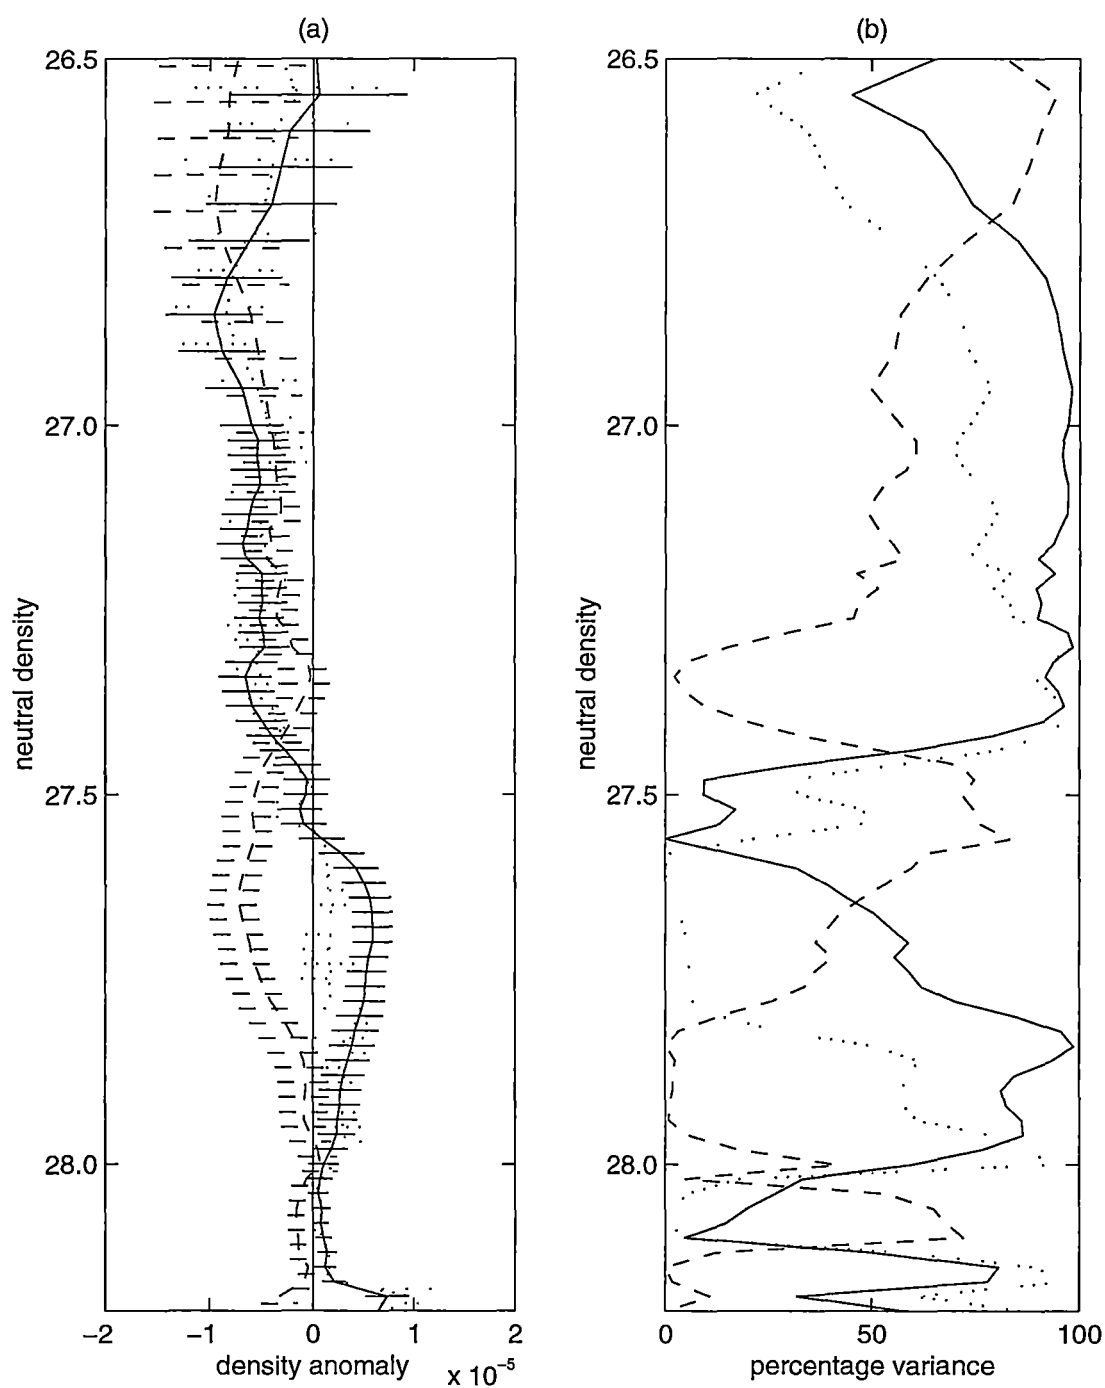 (a)
(b)
26.5
27.0
27.5
28.0
neutral density
−2
−1
0
1
2
density anomaly
x 10⁻⁵
26.5
27.0
27.5
28.0
neutral density
0
50
100
percentage variance